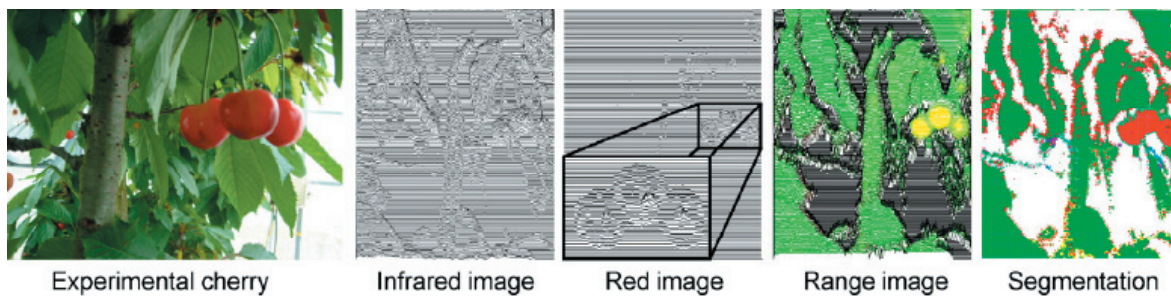 Experimental cherry
Infrared image
Red image
Range image
Segmentation